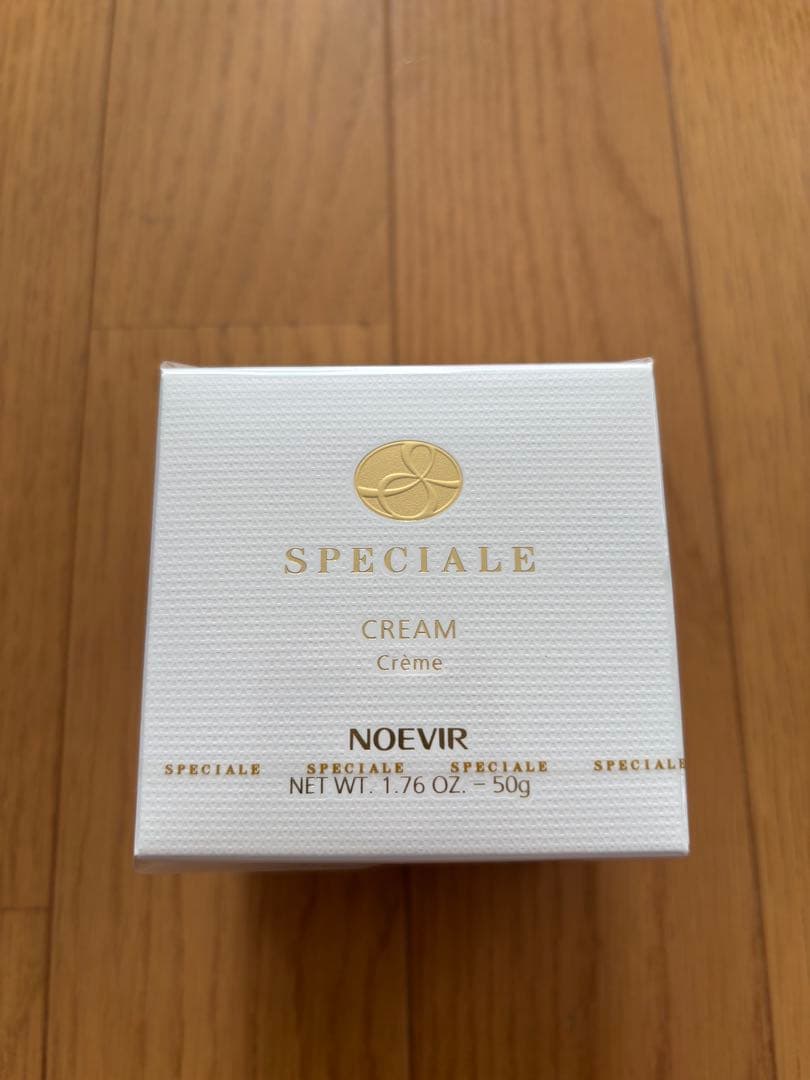 SPECIALE
CREAM
Crème
NOEVIR
SPECIALE SPECIALE SPECIALE SPECIALE
NET WT. 1.76 OZ. – 50g